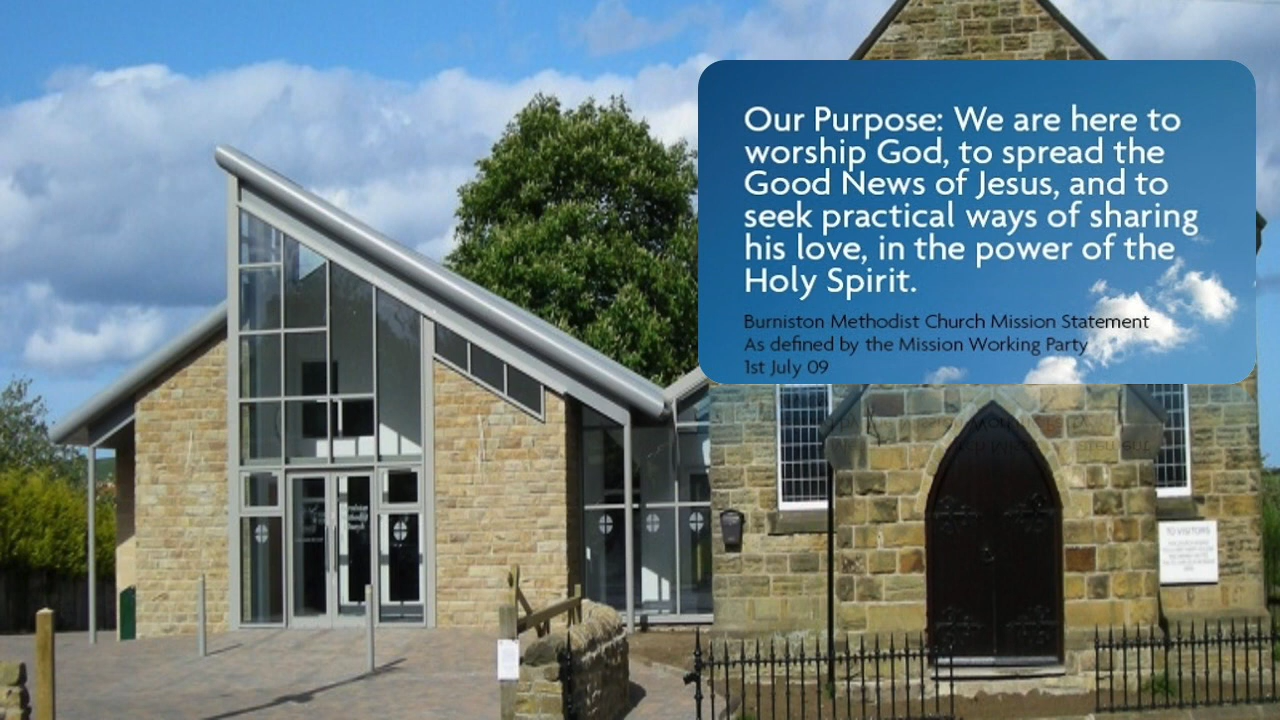 Our Purpose: We are here to
worship God, to spread the
Good News of Jesus, and to
seek practical ways of sharing
his love, in the power of the
Holy Spirit.
Burniston Methodist Church Mission Statement
As defined by the Mission Working Party
1st July 09
TO VISITORS